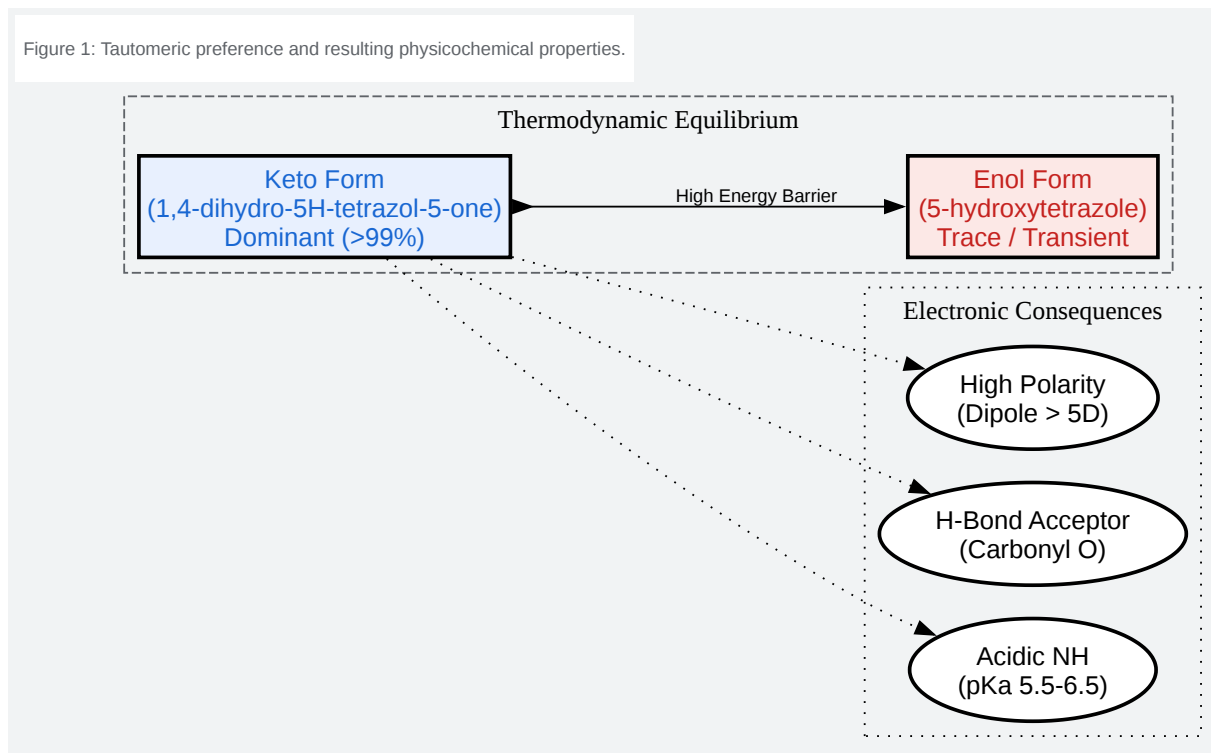 Figure 1: Tautomeric preference and resulting physicochemical properties.
Thermodynamic Equilibrium
Keto Form
(1,4-dihydro-5H-tetrazol-5-one)
Dominant (>99%)
High Energy Barrier
Enol Form
(5-hydroxytetrazole)
Trace / Transient
Electronic Consequences
High Polarity
(Dipole > 5D)
H-Bond Acceptor
(Carbonyl O)
Acidic NH
(pKa 5.5-6.5)